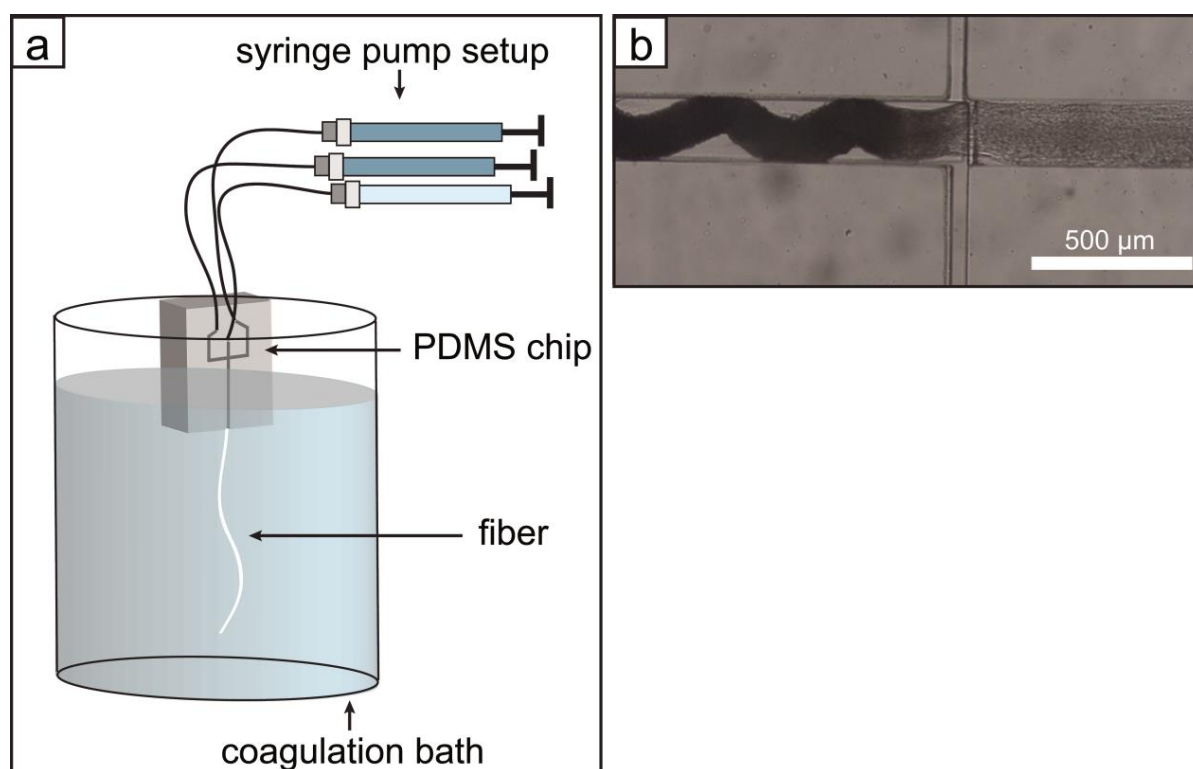 a
syringe pump setup
PDMS chip
fiber
coagulation bath
b
500 µm